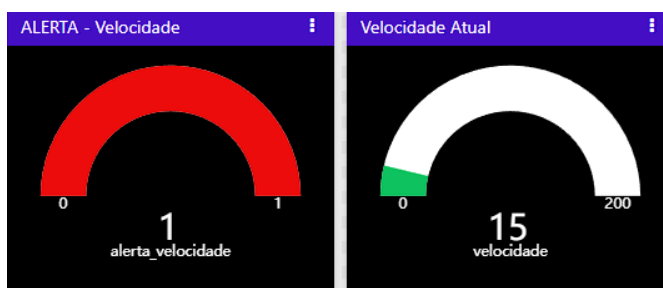 ALERTA - Velocidade
0
1
1
alerta_velocidade
Velocidade Atual
0
200
15
velocidade